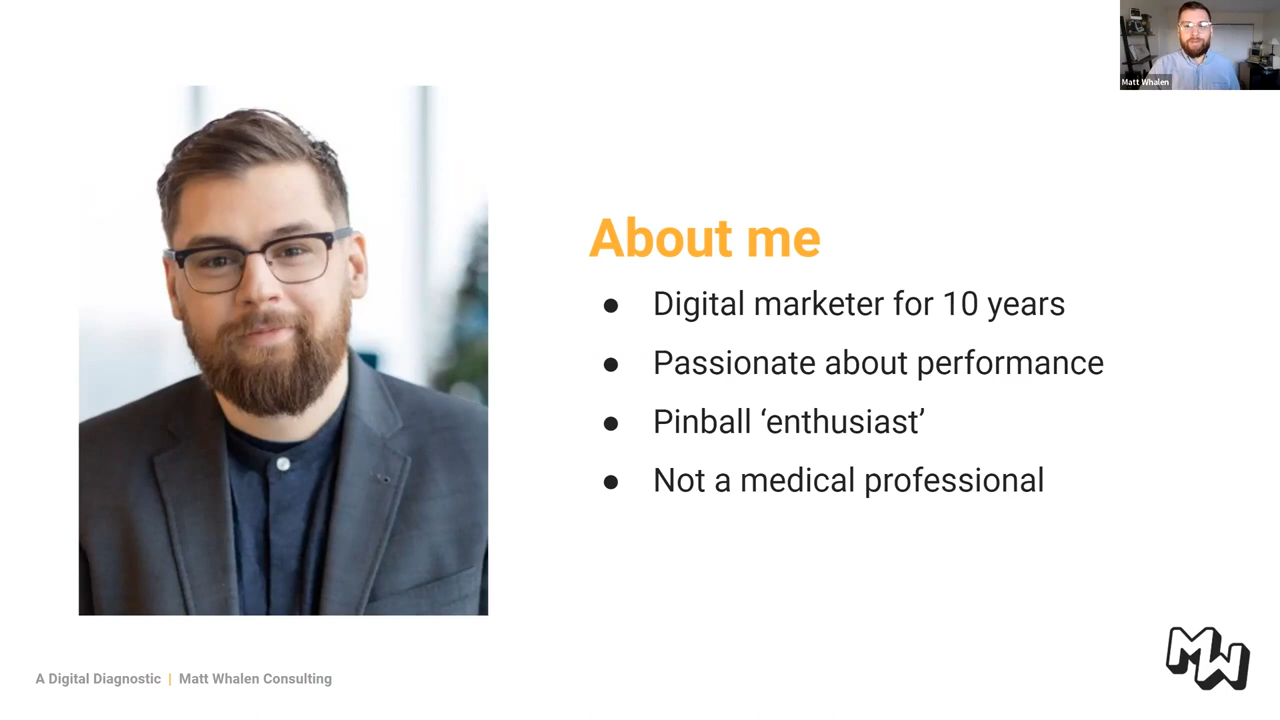 Matt Whalen
About me
● Digital marketer for 10 years
● Passionate about performance
● Pinball ‘enthusiast’
● Not a medical professional
A Digital Diagnostic | Matt Whalen Consulting
MW